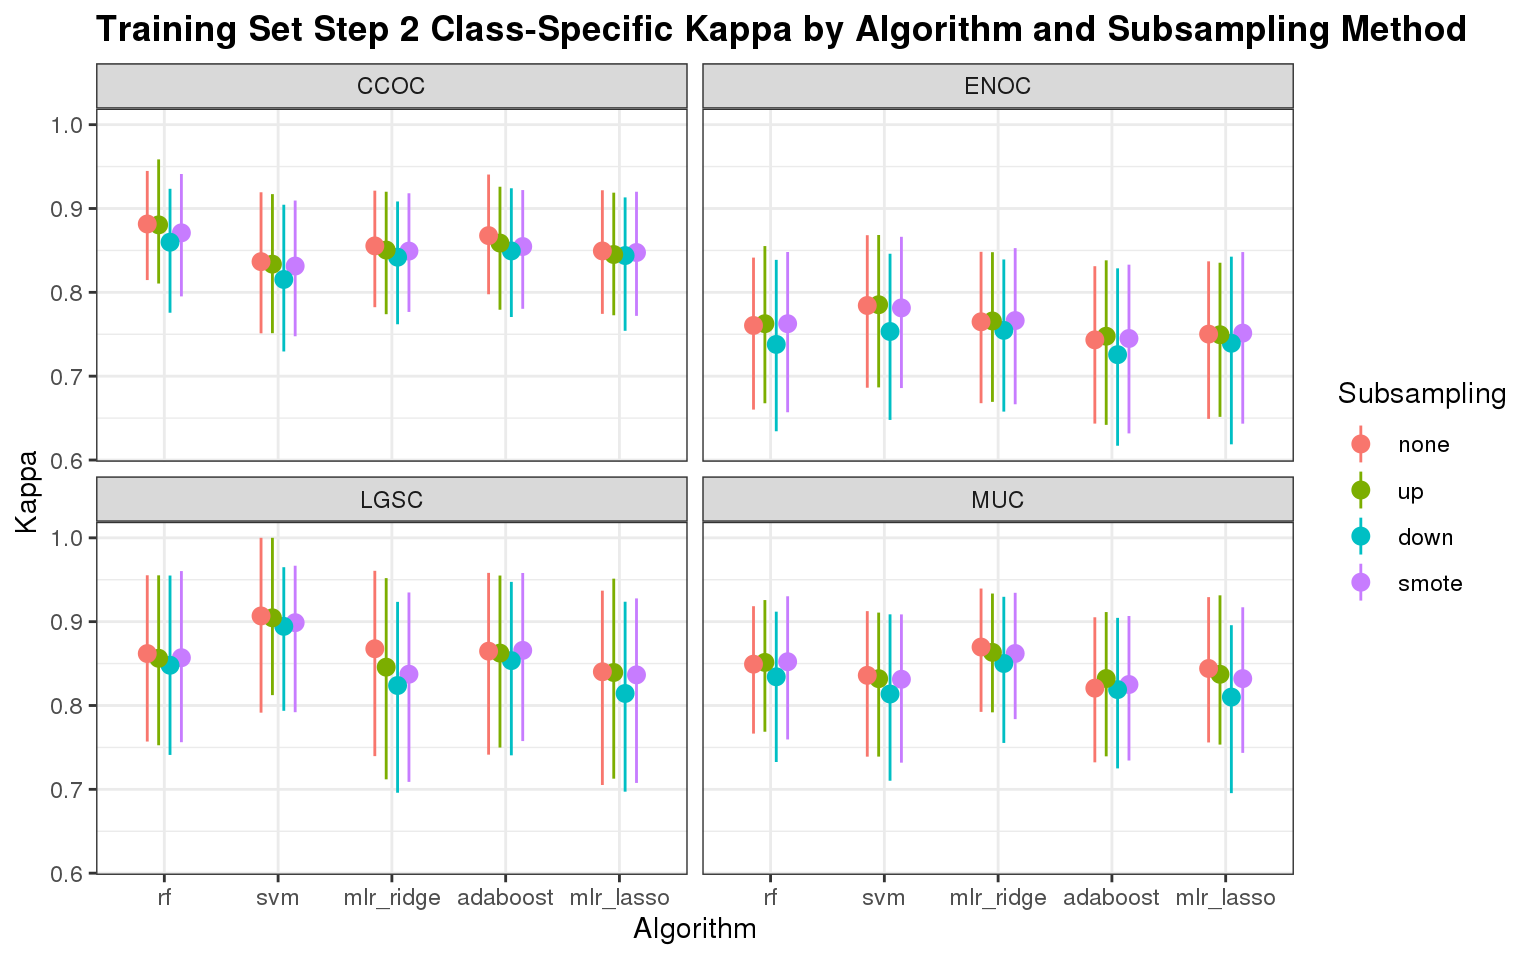 Training Set Step 2 Class-Specific Kappa by Algorithm and Subsampling Method
CCOC
ENOC
1.0
0.9
0.8
0.7
0.6
LGSC
MUC
1.0
0.9
0.8
0.7
0.6
Kappa
rf svm mlr_ridge adaboost mlr_lasso
rf svm mlr_ridge adaboost mlr_lasso
Algorithm
Subsampling
none
up
down
smote